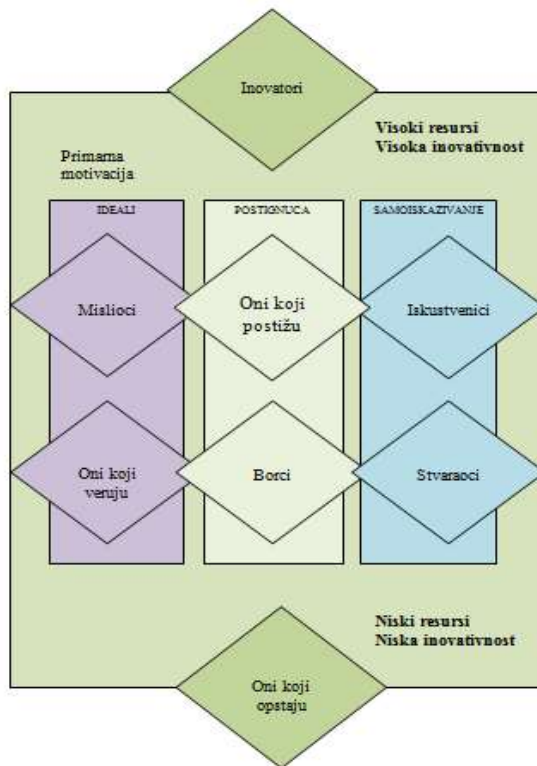 Inovatori
Visoki resursi
Visoka inovativnost
Primarna
motivacija
IDEALI
POSTIGNUCA
SAMOISKAZIVANJE
Mislioci
Oni koji
postižu
Iskustvenici
Oni koji
veruju
Borci
Stvaraoci
Niski resursi
Niska inovativnost
Oni koji
opstaju